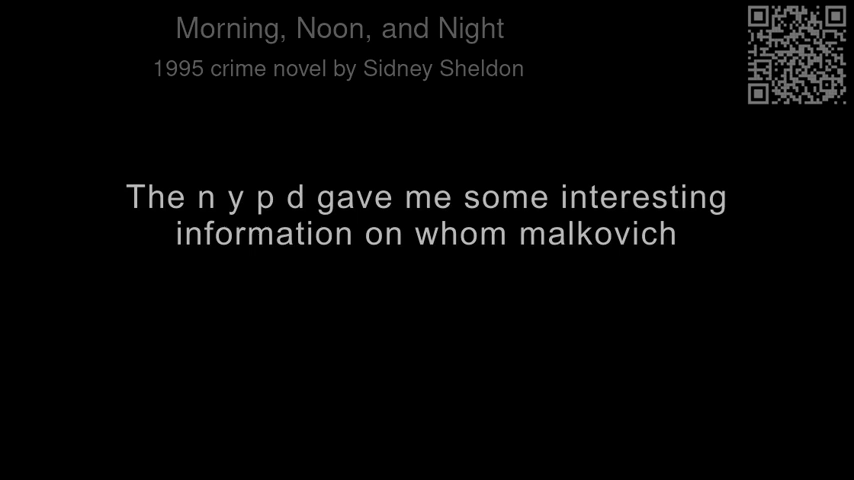 Morning, Noon, and Night
1995 crime novel by Sidney Sheldon
The n y p d gave me some interesting
information on whom malkovich